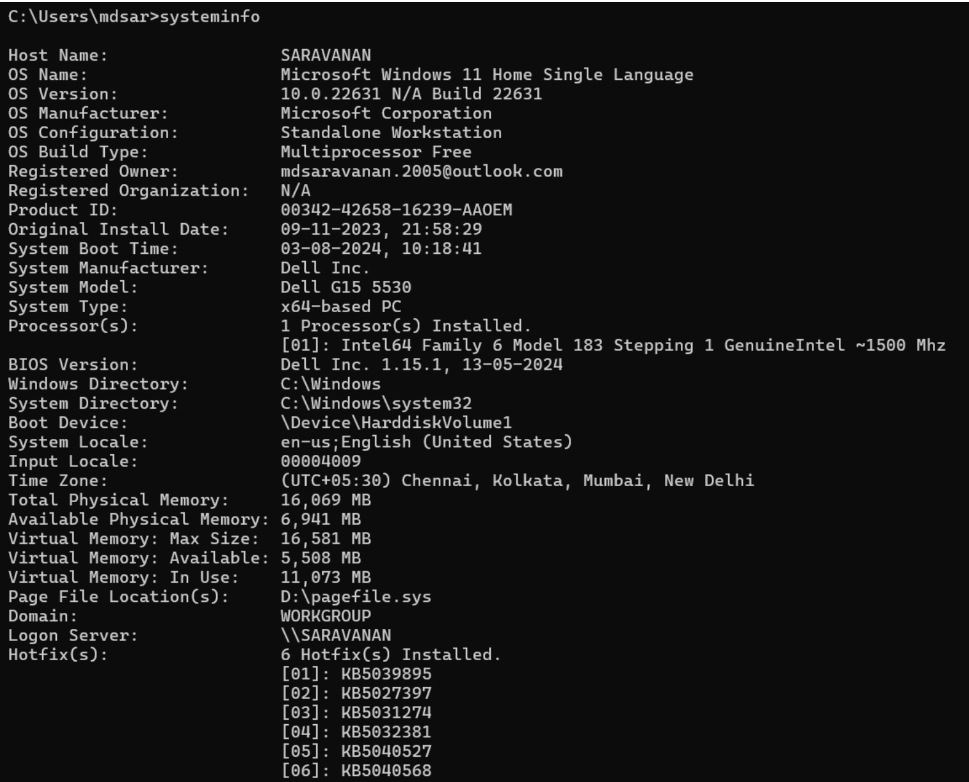 C:\Users\mdsar>systeminfo
Host Name: SARAVANAN
OS Name: Microsoft Windows 11 Home Single Language
OS Version: 10.0.22631 N/A Build 22631
OS Manufacturer: Microsoft Corporation
OS Configuration: Standalone Workstation
OS Build Type: Multiprocessor Free
Registered Owner: mdsaravanan.2005@outlook.com
Registered Organization: N/A
Product ID: 00342-42658-16239-AAOEM
Original Install Date: 09-11-2023, 21:58:29
System Boot Time: 03-08-2024, 10:18:41
System Manufacturer: Dell Inc.
System Model: Dell G15 5530
System Type: x64-based PC
Processor(s): 1 Processor(s) Installed.
[01]: Intel64 Family 6 Model 183 Stepping 1 GenuineIntel ~1500 Mhz
BIOS Version: Dell Inc. 1.15.1, 13-05-2024
Windows Directory: C:\Windows
System Directory: C:\Windows\system32
Boot Device: \Device\HarddiskVolume1
System Locale: en-us;English (United States)
Input Locale: 00004009
Time Zone: (UTC+05:30) Chennai, Kolkata, Mumbai, New Delhi
Total Physical Memory: 16,069 MB
Available Physical Memory: 6,941 MB
Virtual Memory: Max Size: 16,581 MB
Virtual Memory: Available: 5,508 MB
Virtual Memory: In Use: 11,073 MB
Page File Location(s): D:\pagefile.sys
Domain: WORKGROUP
Logon Server: \\SARAVANAN
Hotfix(s): 6 Hotfix(s) Installed.
[01]: KB5039895
[02]: KB5027397
[03]: KB5031274
[04]: KB5032381
[05]: KB5040527
[06]: KB5040568